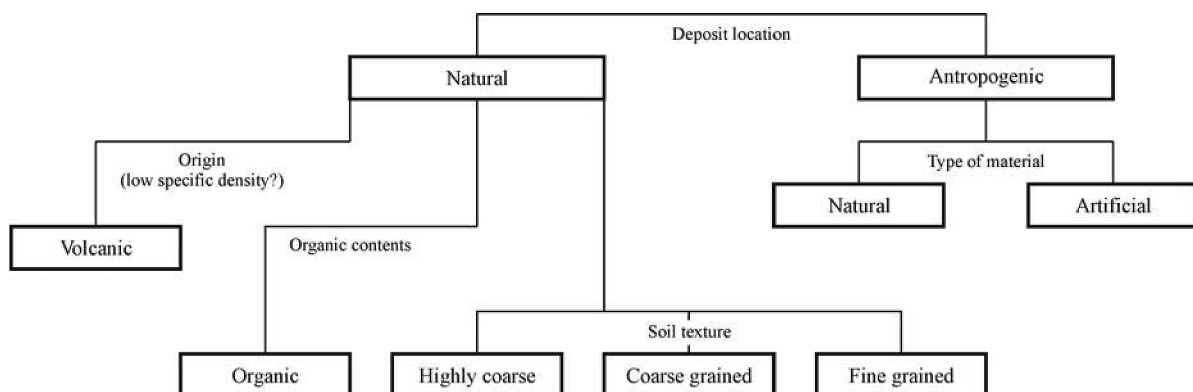 Deposit location
Natural
Antropogenic
Origin
(low specific density?)
Type of material
Natural
Artificial
Volcanic
Organic contents
Soil texture
Organic
Highly coarse
Coarse grained
Fine grained